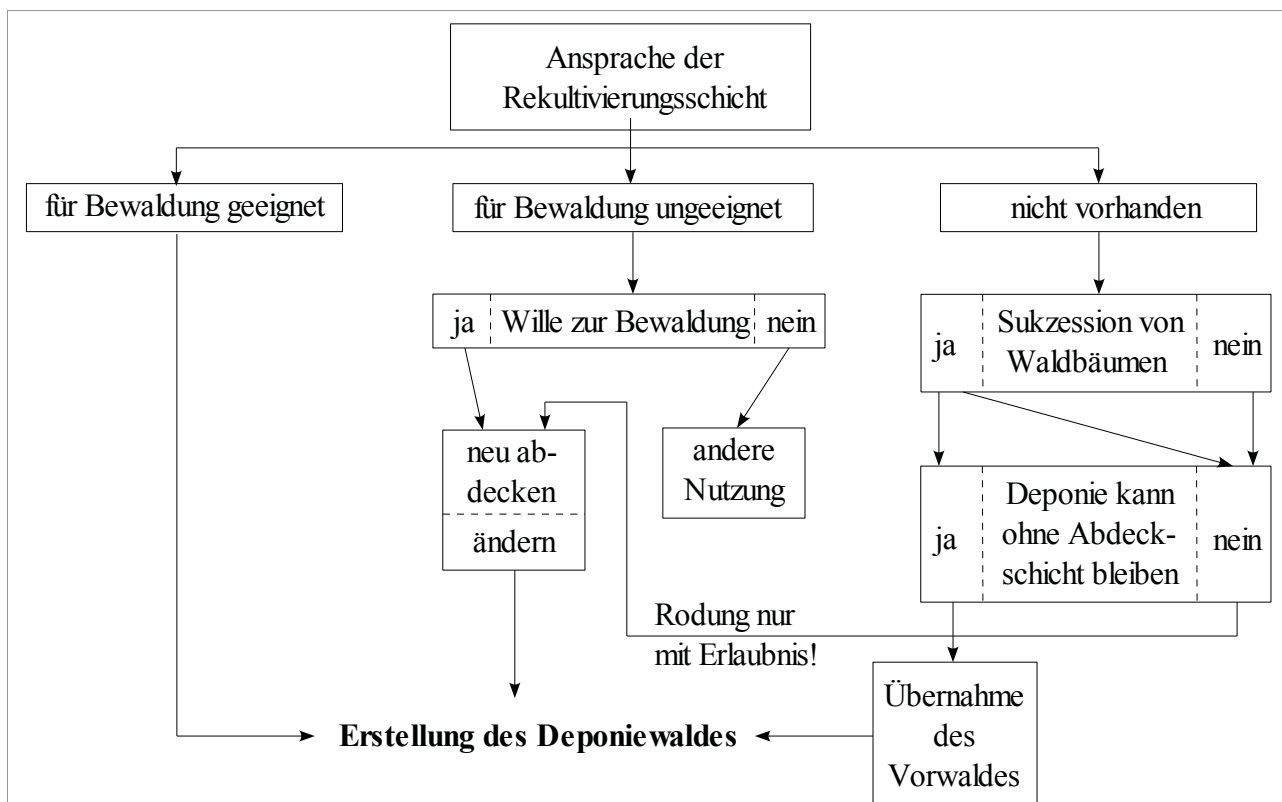 Ansprache der
Rekultivierungsschicht
für Bewaldung geeignet
für Bewaldung ungeeignet
nicht vorhanden
ja
Wille zur Bewaldung
nein
ja
Sukzession von
Waldbäumen
nein
neu ab-
decken
ändern
andere
Nutzung
ja
Deponie kann
ohne Abdeck-
schicht bleiben
nein
Rodung nur
mit Erlaubnis!
Übernahme
des
Vorwaldes
Erstellung des Deponiewaldes